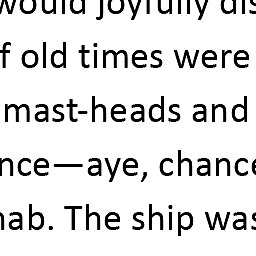 would joyfully dis
f old times were
mast-heads and
nce—aye, chance
hab. The ship was